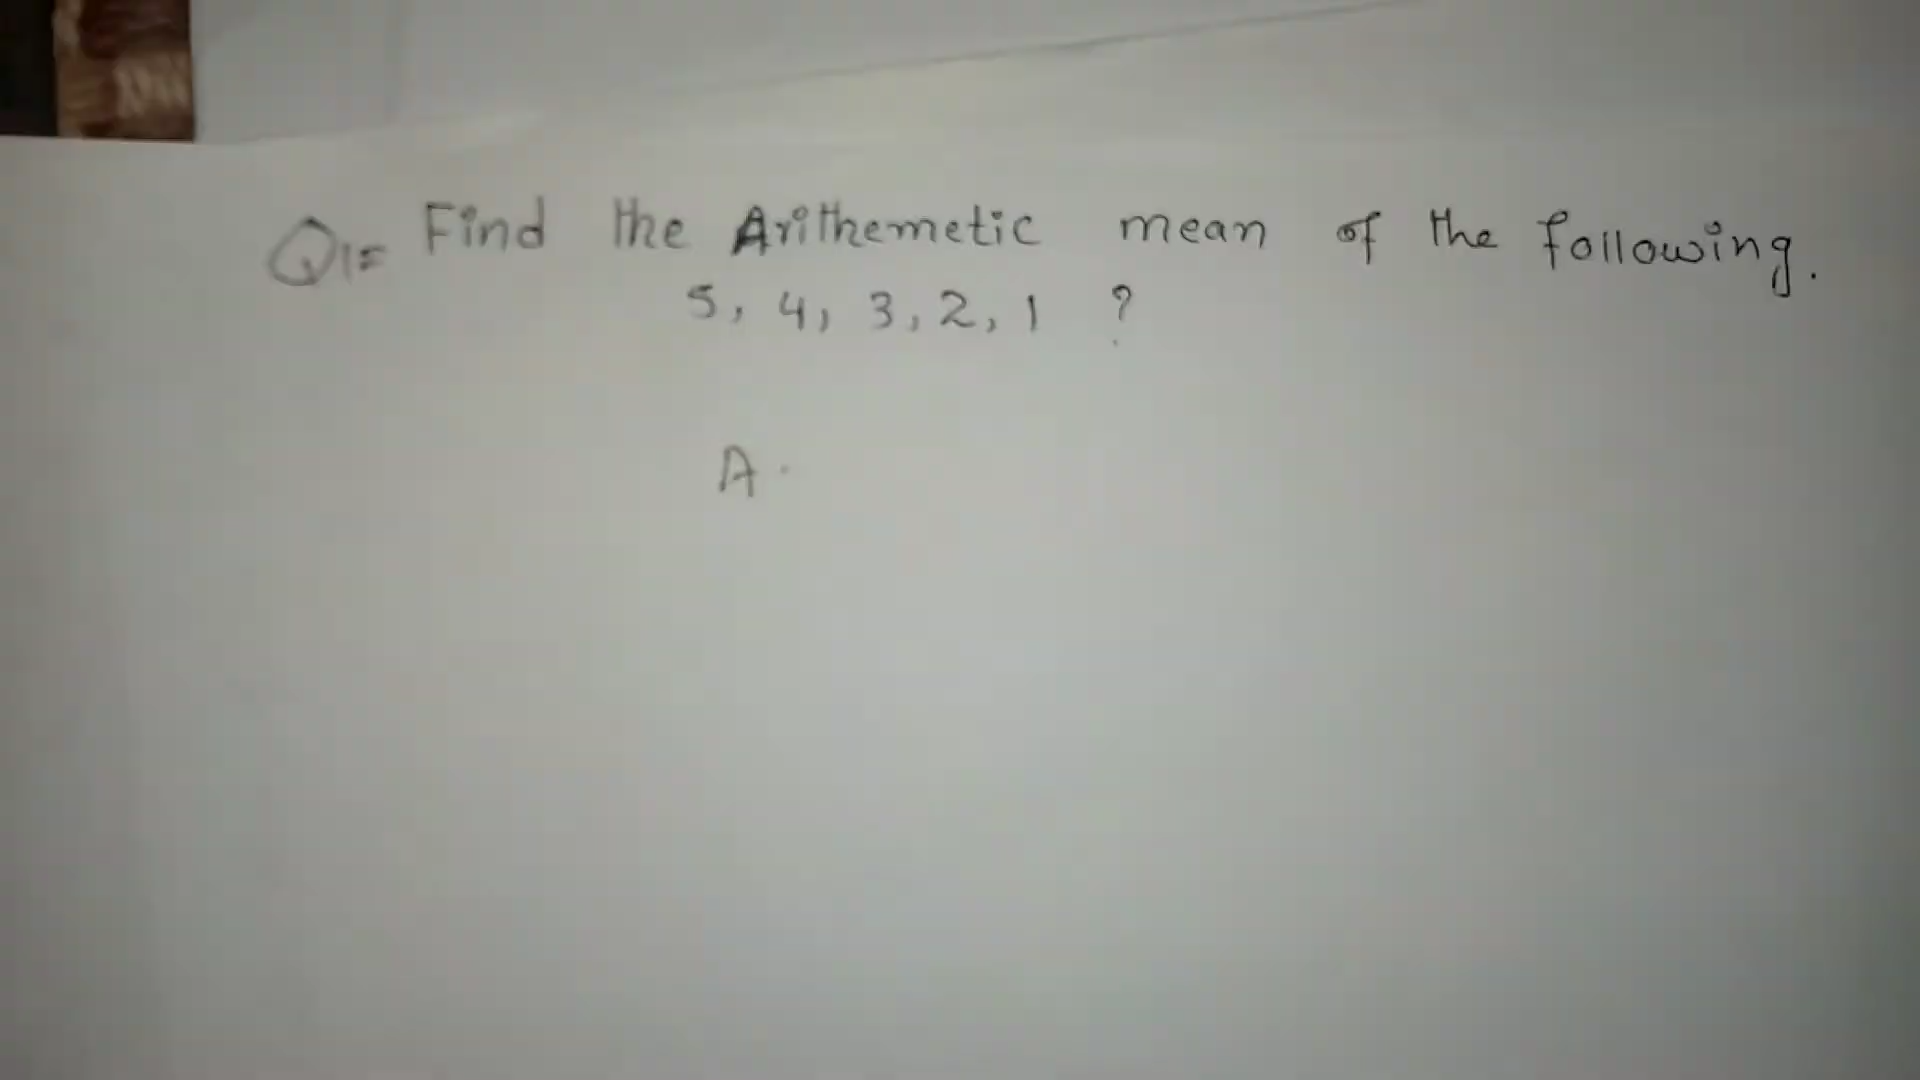 Q1= Find the Arithemetic mean of the following.
5, 4, 3, 2, 1 ?
A.